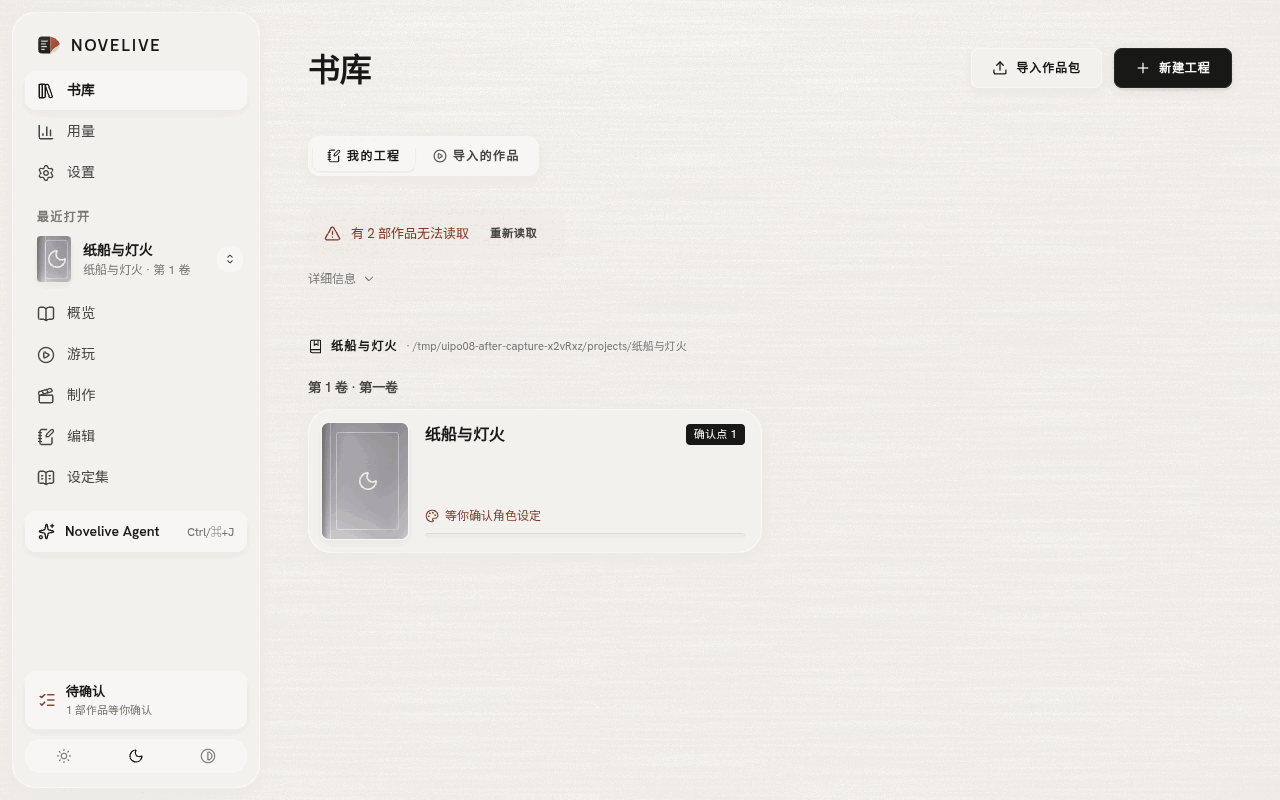 NOVELIVE
书库
用量
设置
最近打开
纸船与灯火
纸船与灯火 · 第 1 卷
概览
游玩
制作
编辑
设定集
Novelive Agent Ctrl/⌘+J
待确认
1 部作品等你确认
书库
导入作品包
新建工程
我的工程
导入的作品
有 2 部作品无法读取 重新读取
详细信息
纸船与灯火 · /tmp/uipo08-after-capture-x2vRxz/projects/纸船与灯火
第 1 卷 · 第一卷
纸船与灯火
确认点 1
等你确认角色设定